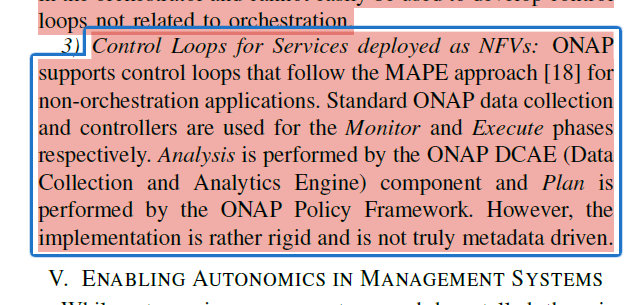 loops not related to orchestration.
3) Control Loops for Services deployed as NFVs: ONAP
supports control loops that follow the MAPE approach [18] for
non-orchestration applications. Standard ONAP data collection
and controllers are used for the Monitor and Execute phases
respectively. Analysis is performed by the ONAP DCAE (Data
Collection and Analytics Engine) component and Plan is
performed by the ONAP Policy Framework. However, the
implementation is rather rigid and is not truly metadata driven.
V. ENABLING AUTONOMICS IN MANAGEMENT SYSTEMS